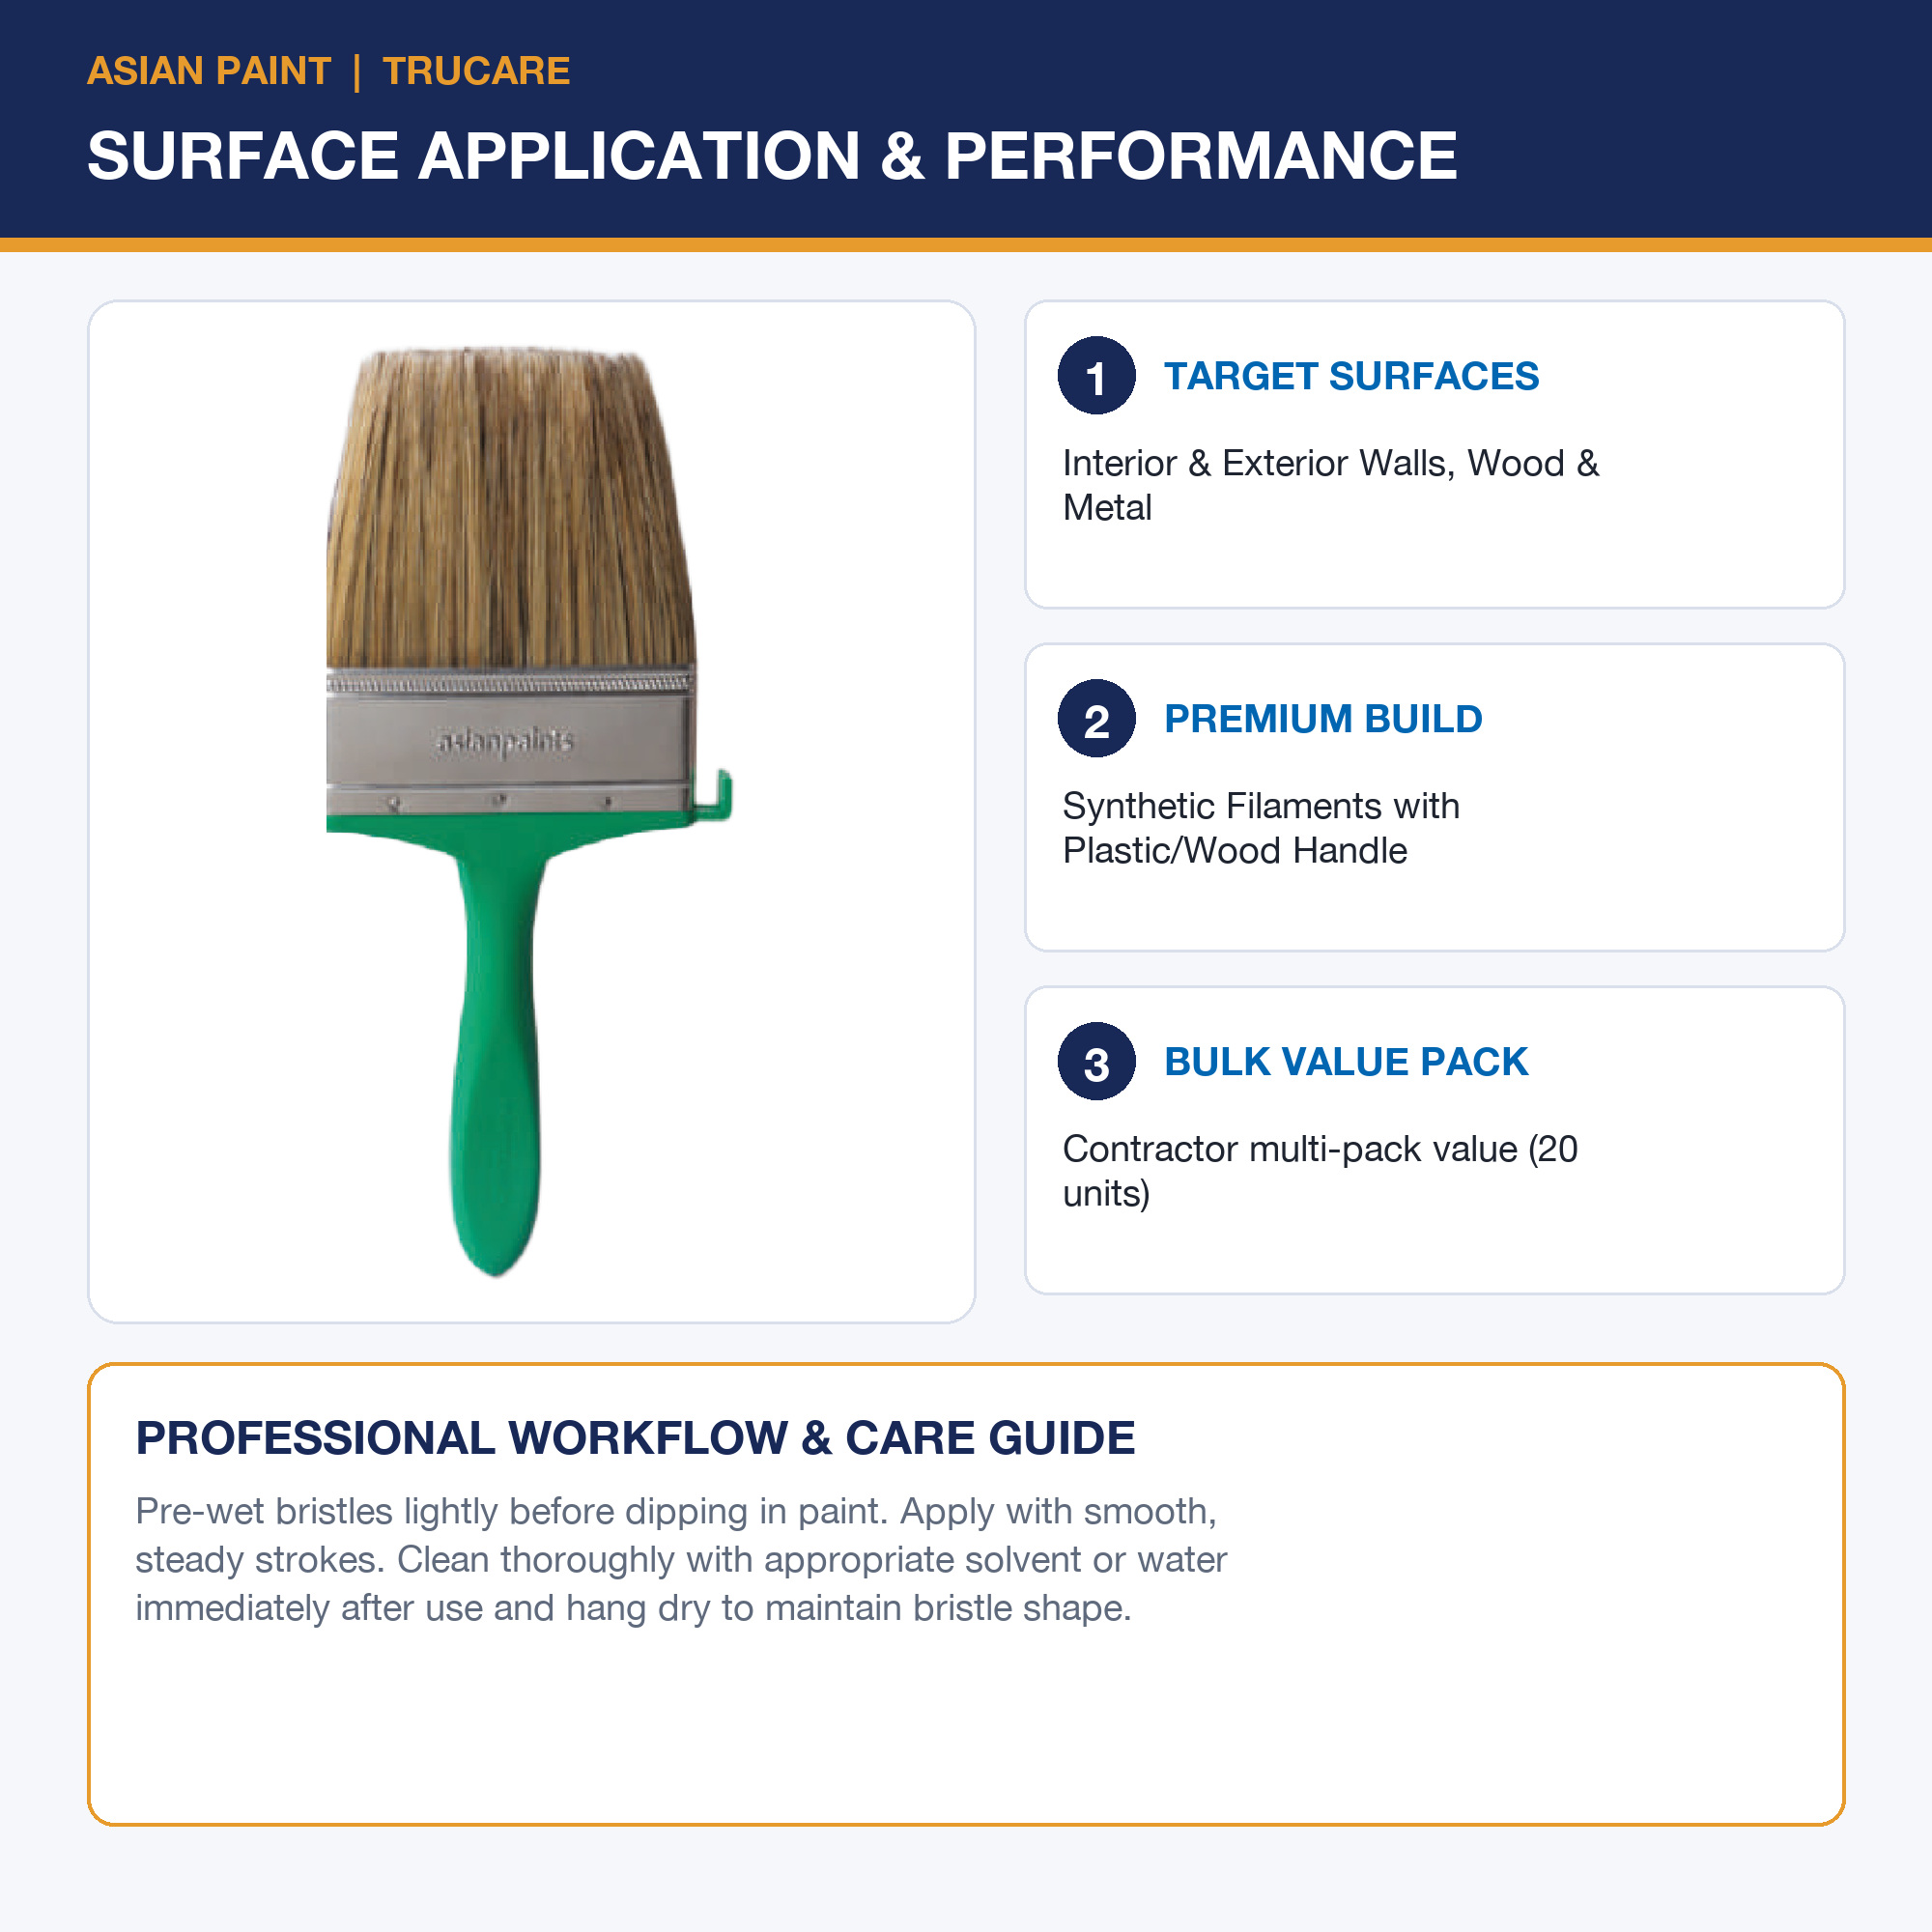 ASIAN PAINT | TRUCARE
SURFACE APPLICATION & PERFORMANCE
asianpaints
1 TARGET SURFACES
Interior & Exterior Walls, Wood &
Metal
2 PREMIUM BUILD
Synthetic Filaments with
Plastic/Wood Handle
3 BULK VALUE PACK
Contractor multi-pack value (20
units)
PROFESSIONAL WORKFLOW & CARE GUIDE
Pre-wet bristles lightly before dipping in paint. Apply with smooth,
steady strokes. Clean thoroughly with appropriate solvent or water
immediately after use and hang dry to maintain bristle shape.